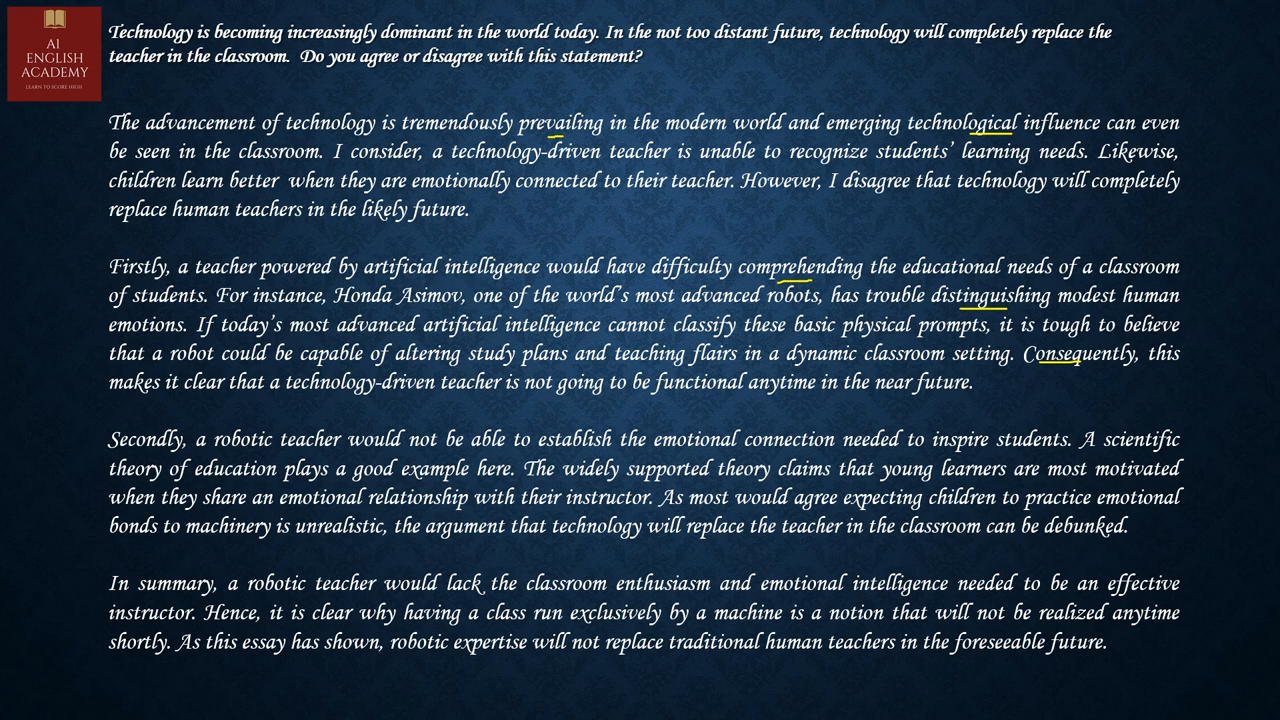 AI
ENGLISH
ACADEMY
LEARN TO SCORE HIGH
Technology is becoming increasingly dominant in the world today. In the not too distant future, technology will completely replace the
teacher in the classroom. Do you agree or disagree with this statement?
The advancement of technology is tremendously prevailing in the modern world and emerging technological influence can even
be seen in the classroom. I consider, a technology-driven teacher is unable to recognize students' learning needs. Likewise,
children learn better when they are emotionally connected to their teacher. However, I disagree that technology will completely
replace human teachers in the likely future.
Firstly, a teacher powered by artificial intelligence would have difficulty comprehending the educational needs of a classroom
of students. For instance, Honda Asimov, one of the world's most advanced robots, has trouble distinguishing modest human
emotions. If today's most advanced artificial intelligence cannot classify these basic physical prompts, it is tough to believe
that a robot could be capable of altering study plans and teaching flairs in a dynamic classroom setting. Consequently, this
makes it clear that a technology-driven teacher is not going to be functional anytime in the near future.
Secondly, a robotic teacher would not be able to establish the emotional connection needed to inspire students. A scientific
theory of education plays a good example here. The widely supported theory claims that young learners are most motivated
when they share an emotional relationship with their instructor. As most would agree expecting children to practice emotional
bonds to machinery is unrealistic, the argument that technology will replace the teacher in the classroom can be debunked.
In summary, a robotic teacher would lack the classroom enthusiasm and emotional intelligence needed to be an effective
instructor. Hence, it is clear why having a class run exclusively by a machine is a notion that will not be realized anytime
shortly. As this essay has shown, robotic expertise will not replace traditional human teachers in the foreseeable future.